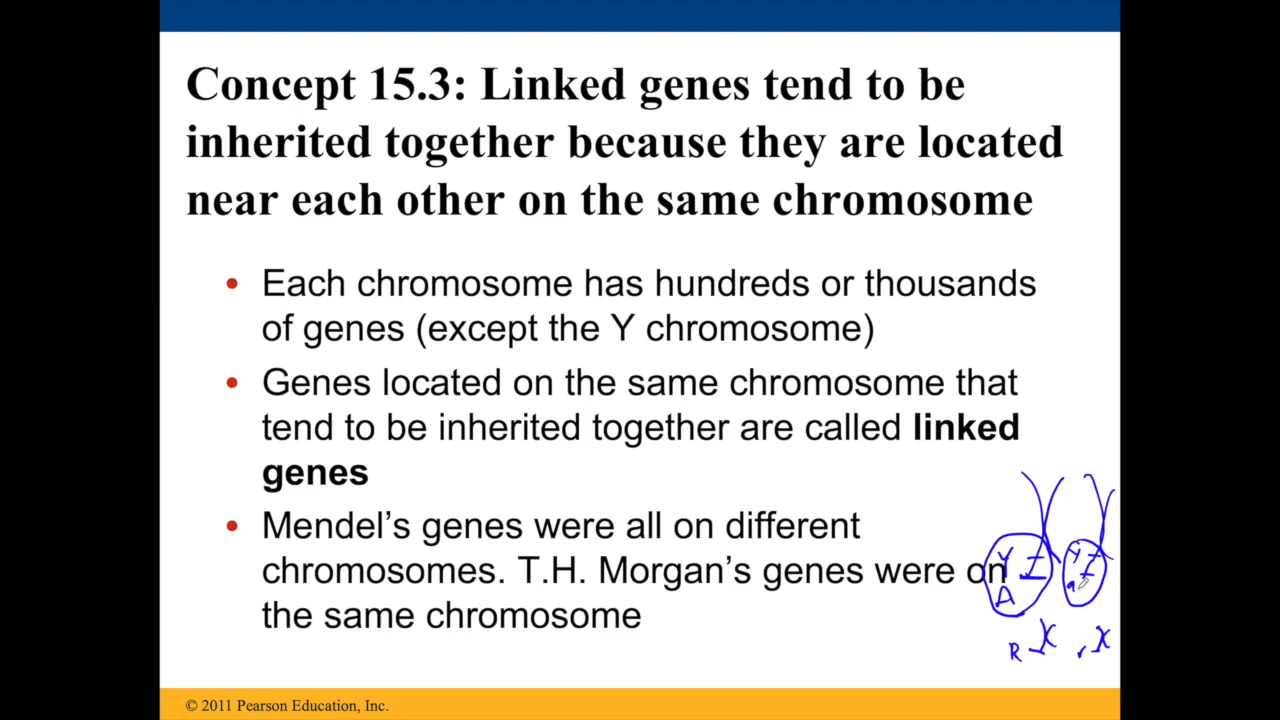 Concept 15.3: Linked genes tend to be
inherited together because they are located
near each other on the same chromosome
• Each chromosome has hundreds or thousands
of genes (except the Y chromosome)
• Genes located on the same chromosome that
tend to be inherited together are called linked
genes
• Mendel’s genes were all on different
chromosomes. T.H. Morgan’s genes were on
the same chromosome
Y Y
A a
R r
© 2011 Pearson Education, Inc.